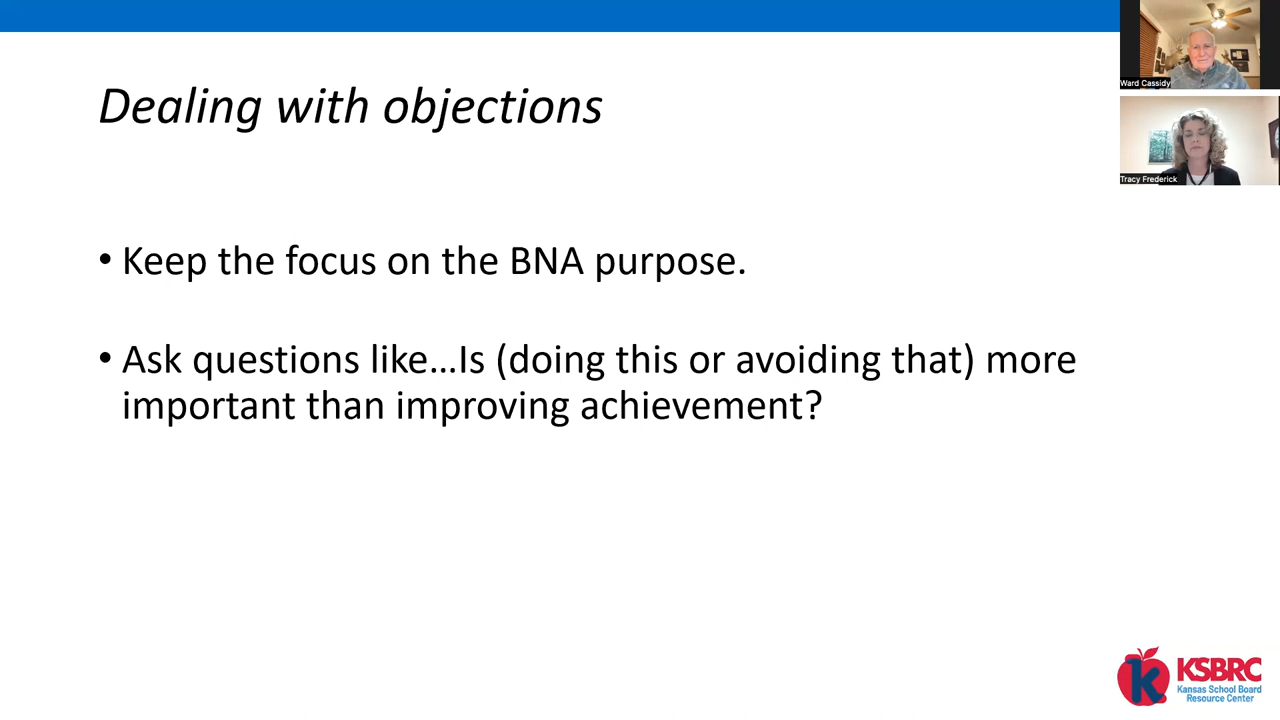 Dealing with objections
• Keep the focus on the BNA purpose.
• Ask questions like...Is (doing this or avoiding that) more
important than improving achievement?
Ward Cassidy
Tracy Frederick
k
KSBRC
Kansas School Board
Resource Center